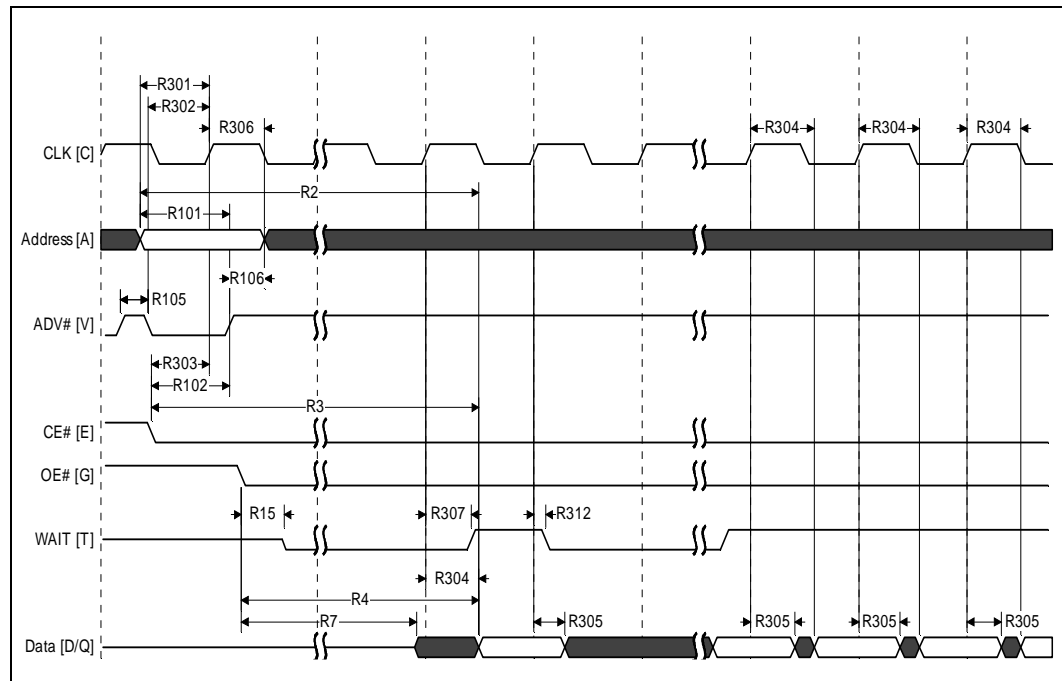 R301
R302
R306
R304 R304 R304
CLK [C]
R2
R101
Address [A]
R106
R105
ADV# [V]
R303
R102
R3
CE# [E]
OE# [G]
R15 R307 R312
WAIT [T]
R304
R4
R7 R305 R305 R305 R305
Data [D/Q]